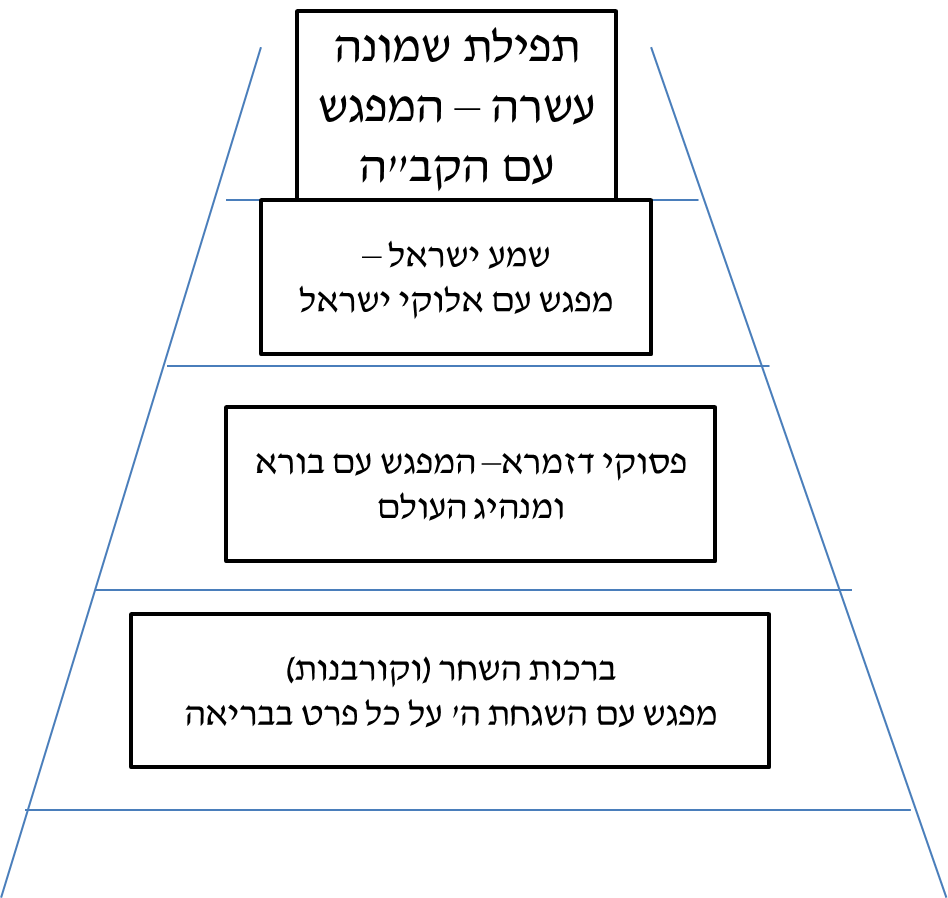 תפילת שמונה
עשרה – המפגש
עם הקב״ה
שמע ישראל –
מפגש עם אלוקי ישראל
פסוקי דזמרא– המפגש עם בורא
ומנהיג העולם
ברכות השחר (וקורבנות)
מפגש עם השגחת ה׳ על כל פרט בבריאה